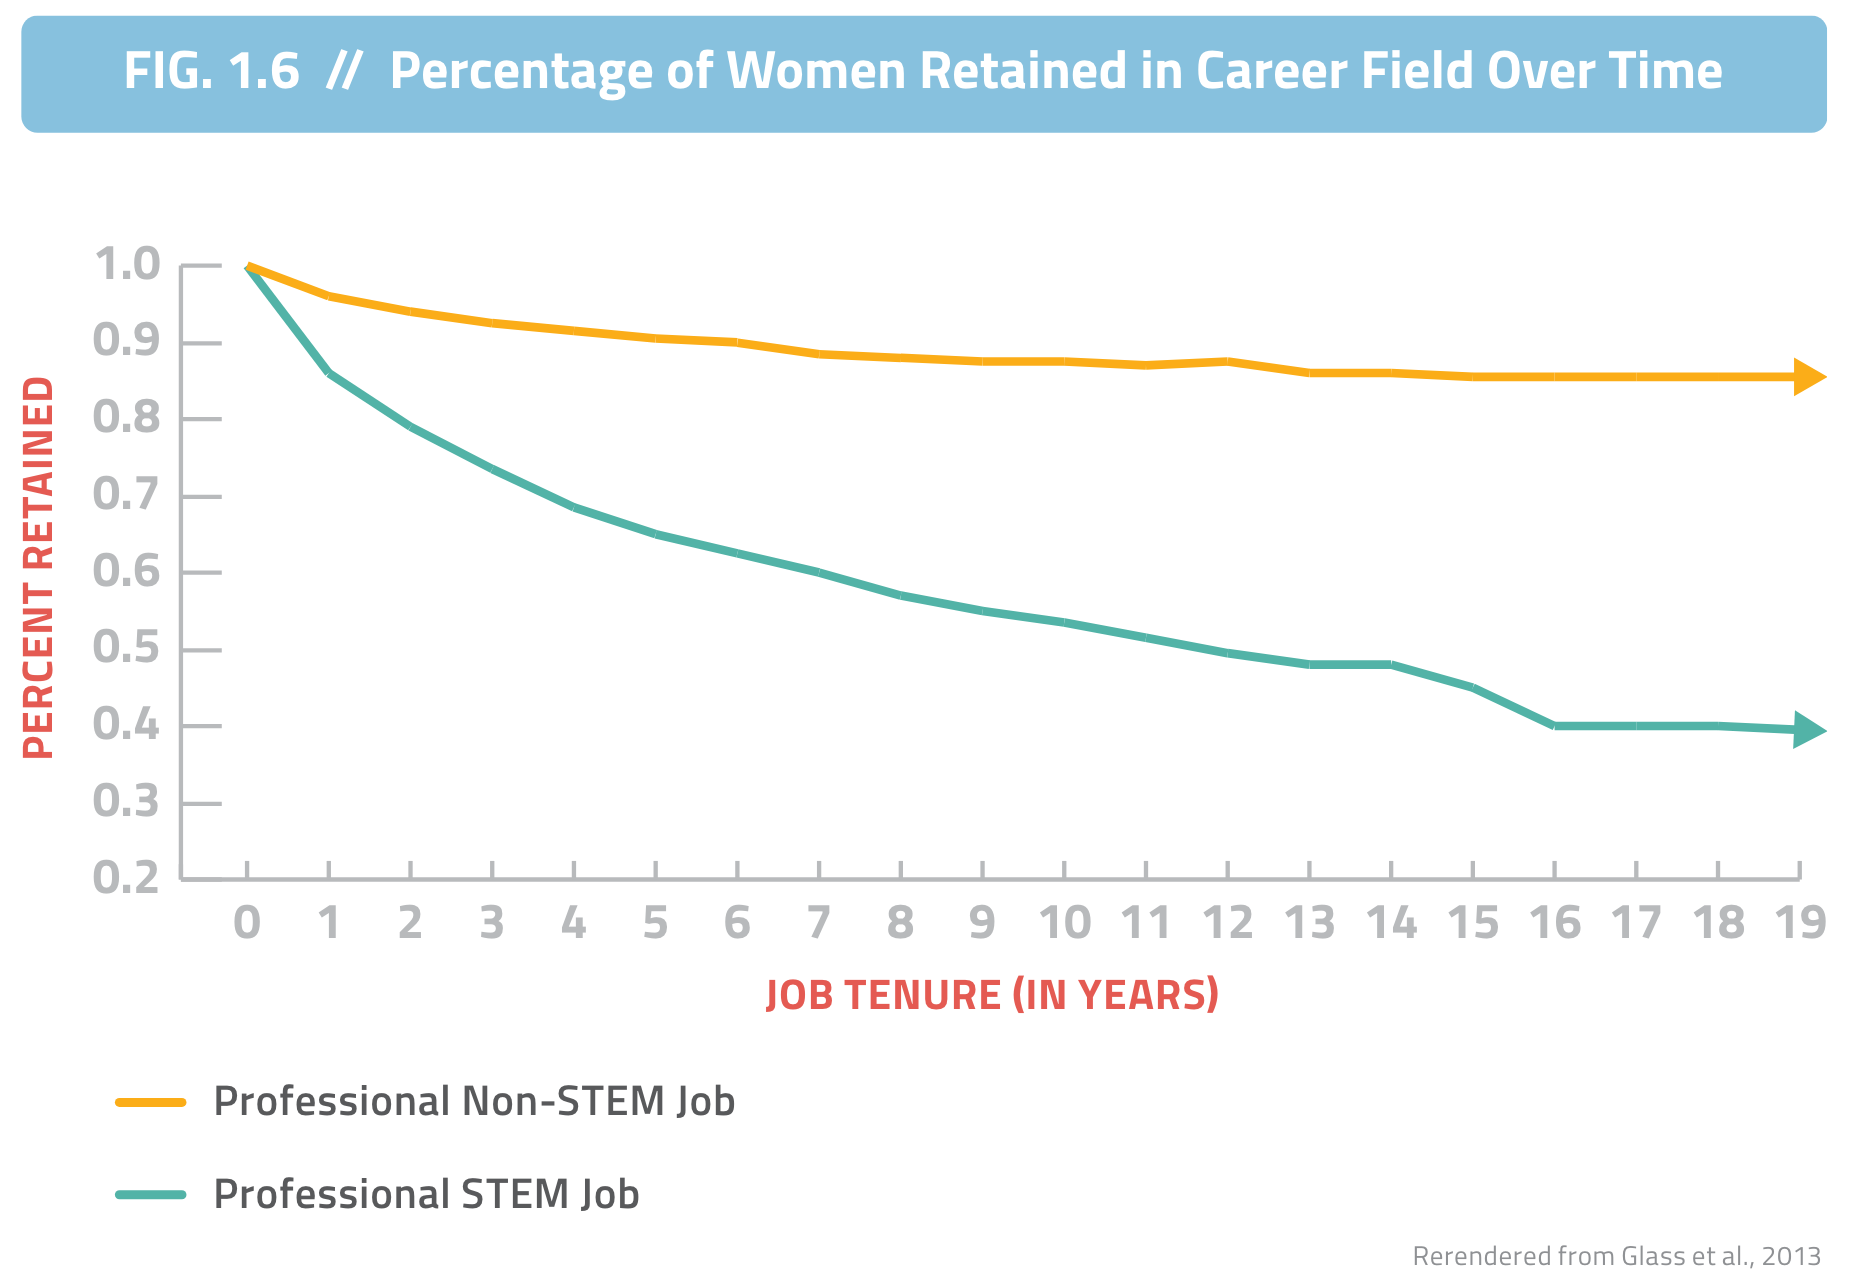 FIG. 1.6 // Percentage of Women Retained in Career Field Over Time
PERCENT RETAINED
1.0
0.9
0.8
0.7
0.6
0.5
0.4
0.3
0.2
0 1 2 3 4 5 6 7 8 9 10 11 12 13 14 15 16 17 18 19
JOB TENURE (IN YEARS)
Professional Non-STEM Job
Professional STEM Job
Rerendered from Glass et al., 2013